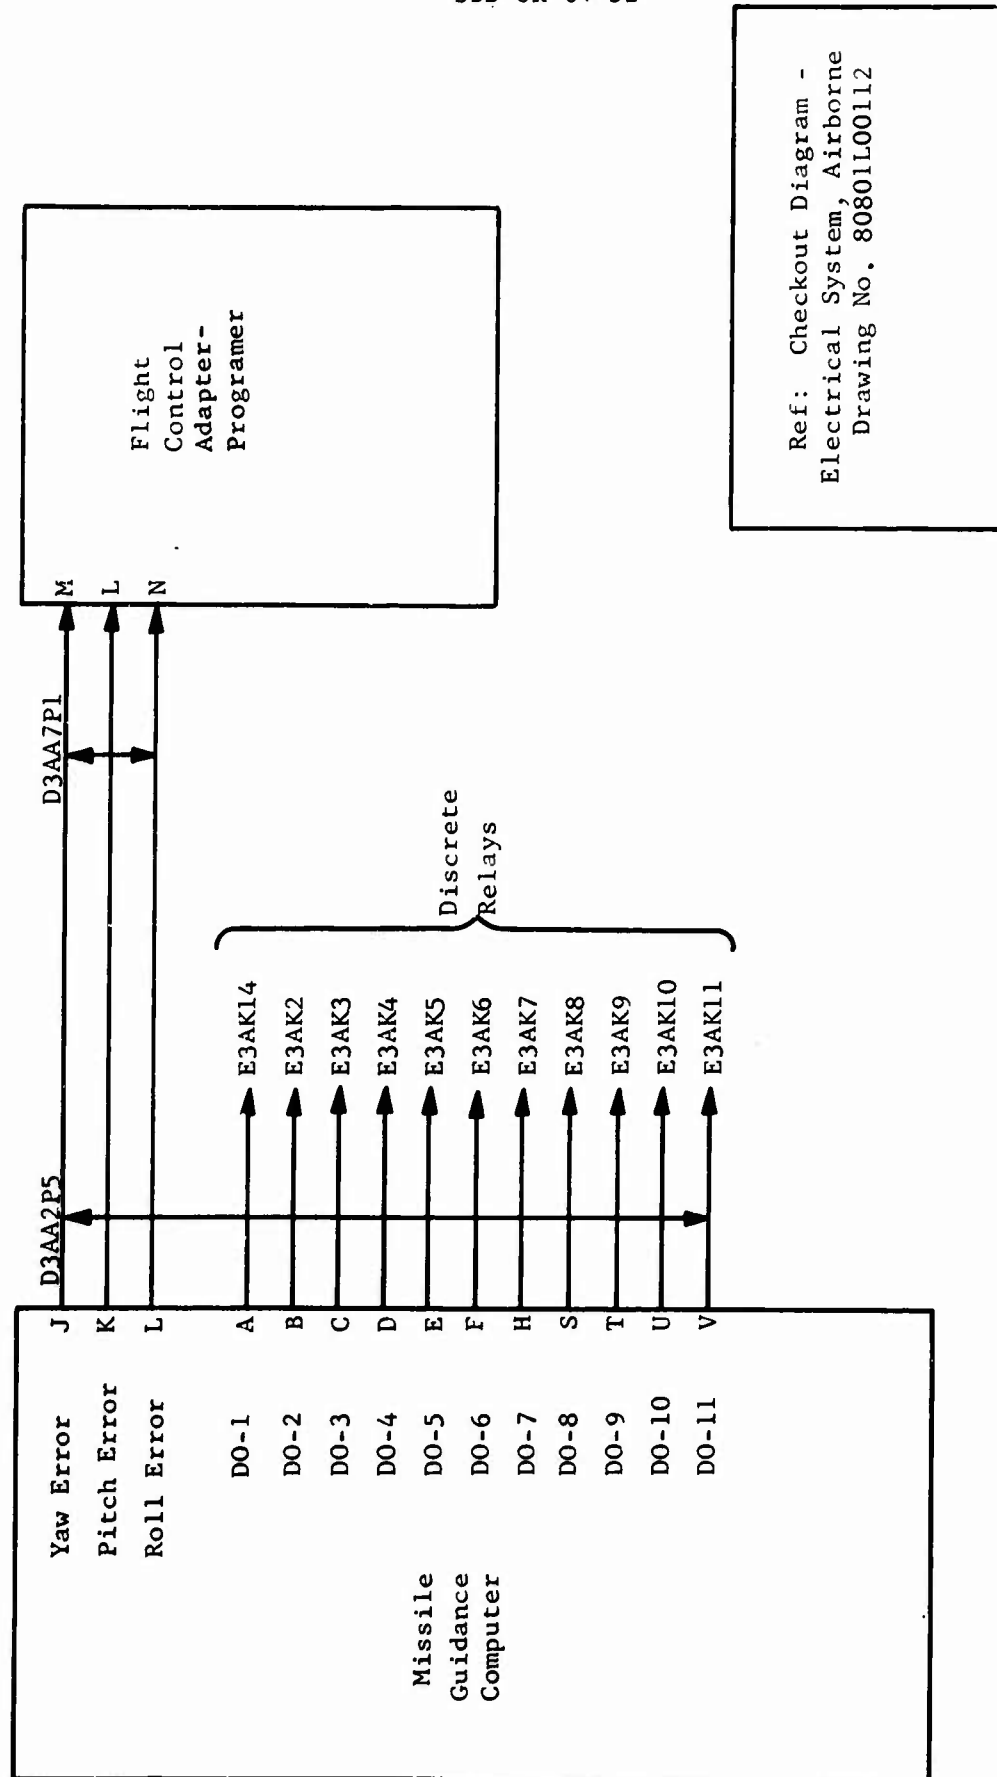 Yaw Error
J
D3AA2P5
D3AA7P1
M
Pitch Error
K
L
Roll Error
L
N
Flight
Control
Adapter-
Programer
DO-1
A
E3AK14
DO-2
B
E3AK2
DO-3
C
E3AK3
DO-4
D
E3AK4
DO-5
E
E3AK5
DO-6
F
E3AK6
DO-7
H
E3AK7
DO-8
S
E3AK8
DO-9
T
E3AK9
DO-10
U
E3AK10
DO-11
V
E3AK11
Discrete
Relays
Missile
Guidance
Computer
Ref: Checkout Diagram -
Electrical System, Airborne
Drawing No. 80801L00112